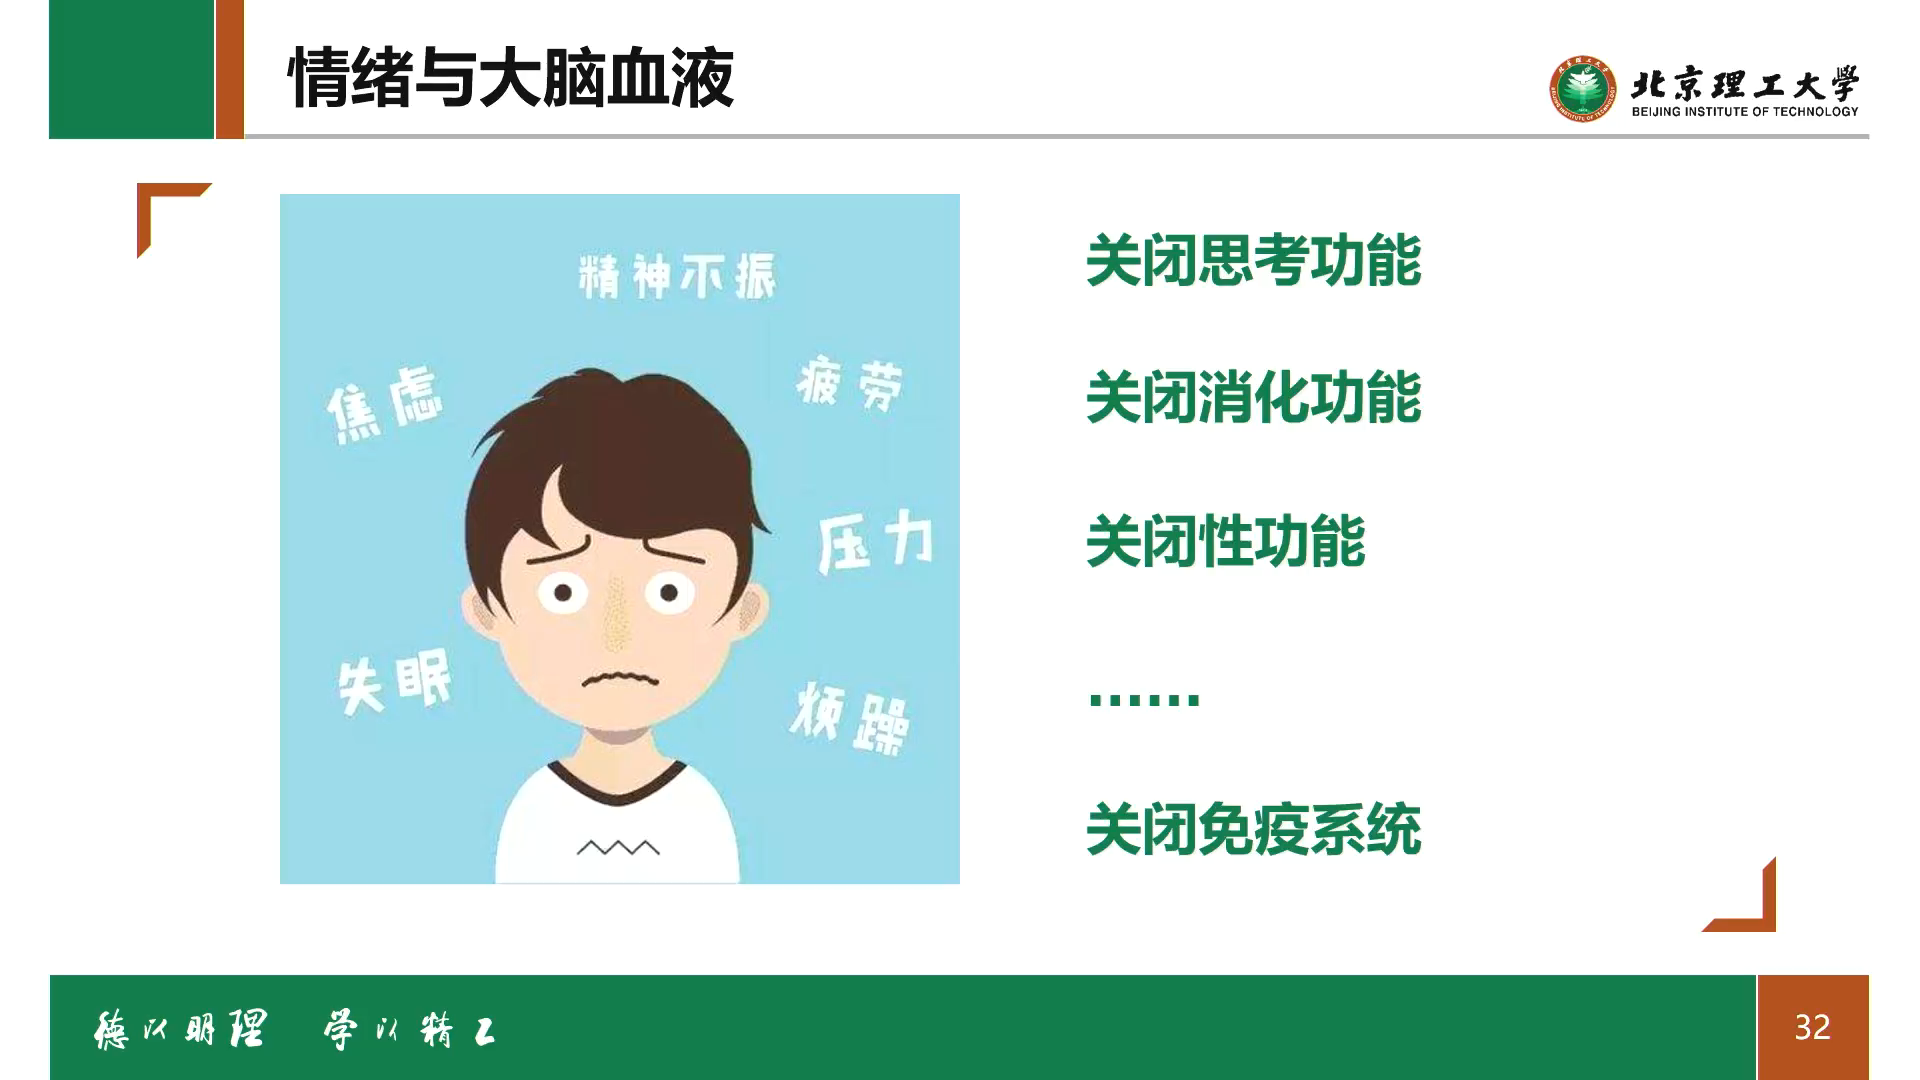 情绪与大脑血液
北京理工大学
BEIJING INSTITUTE OF TECHNOLOGY
精神不振
焦虑
疲劳
压力
失眠
烦躁
关闭思考功能
关闭消化功能
关闭性功能
……
关闭免疫系统
德以明理 学以精工
32